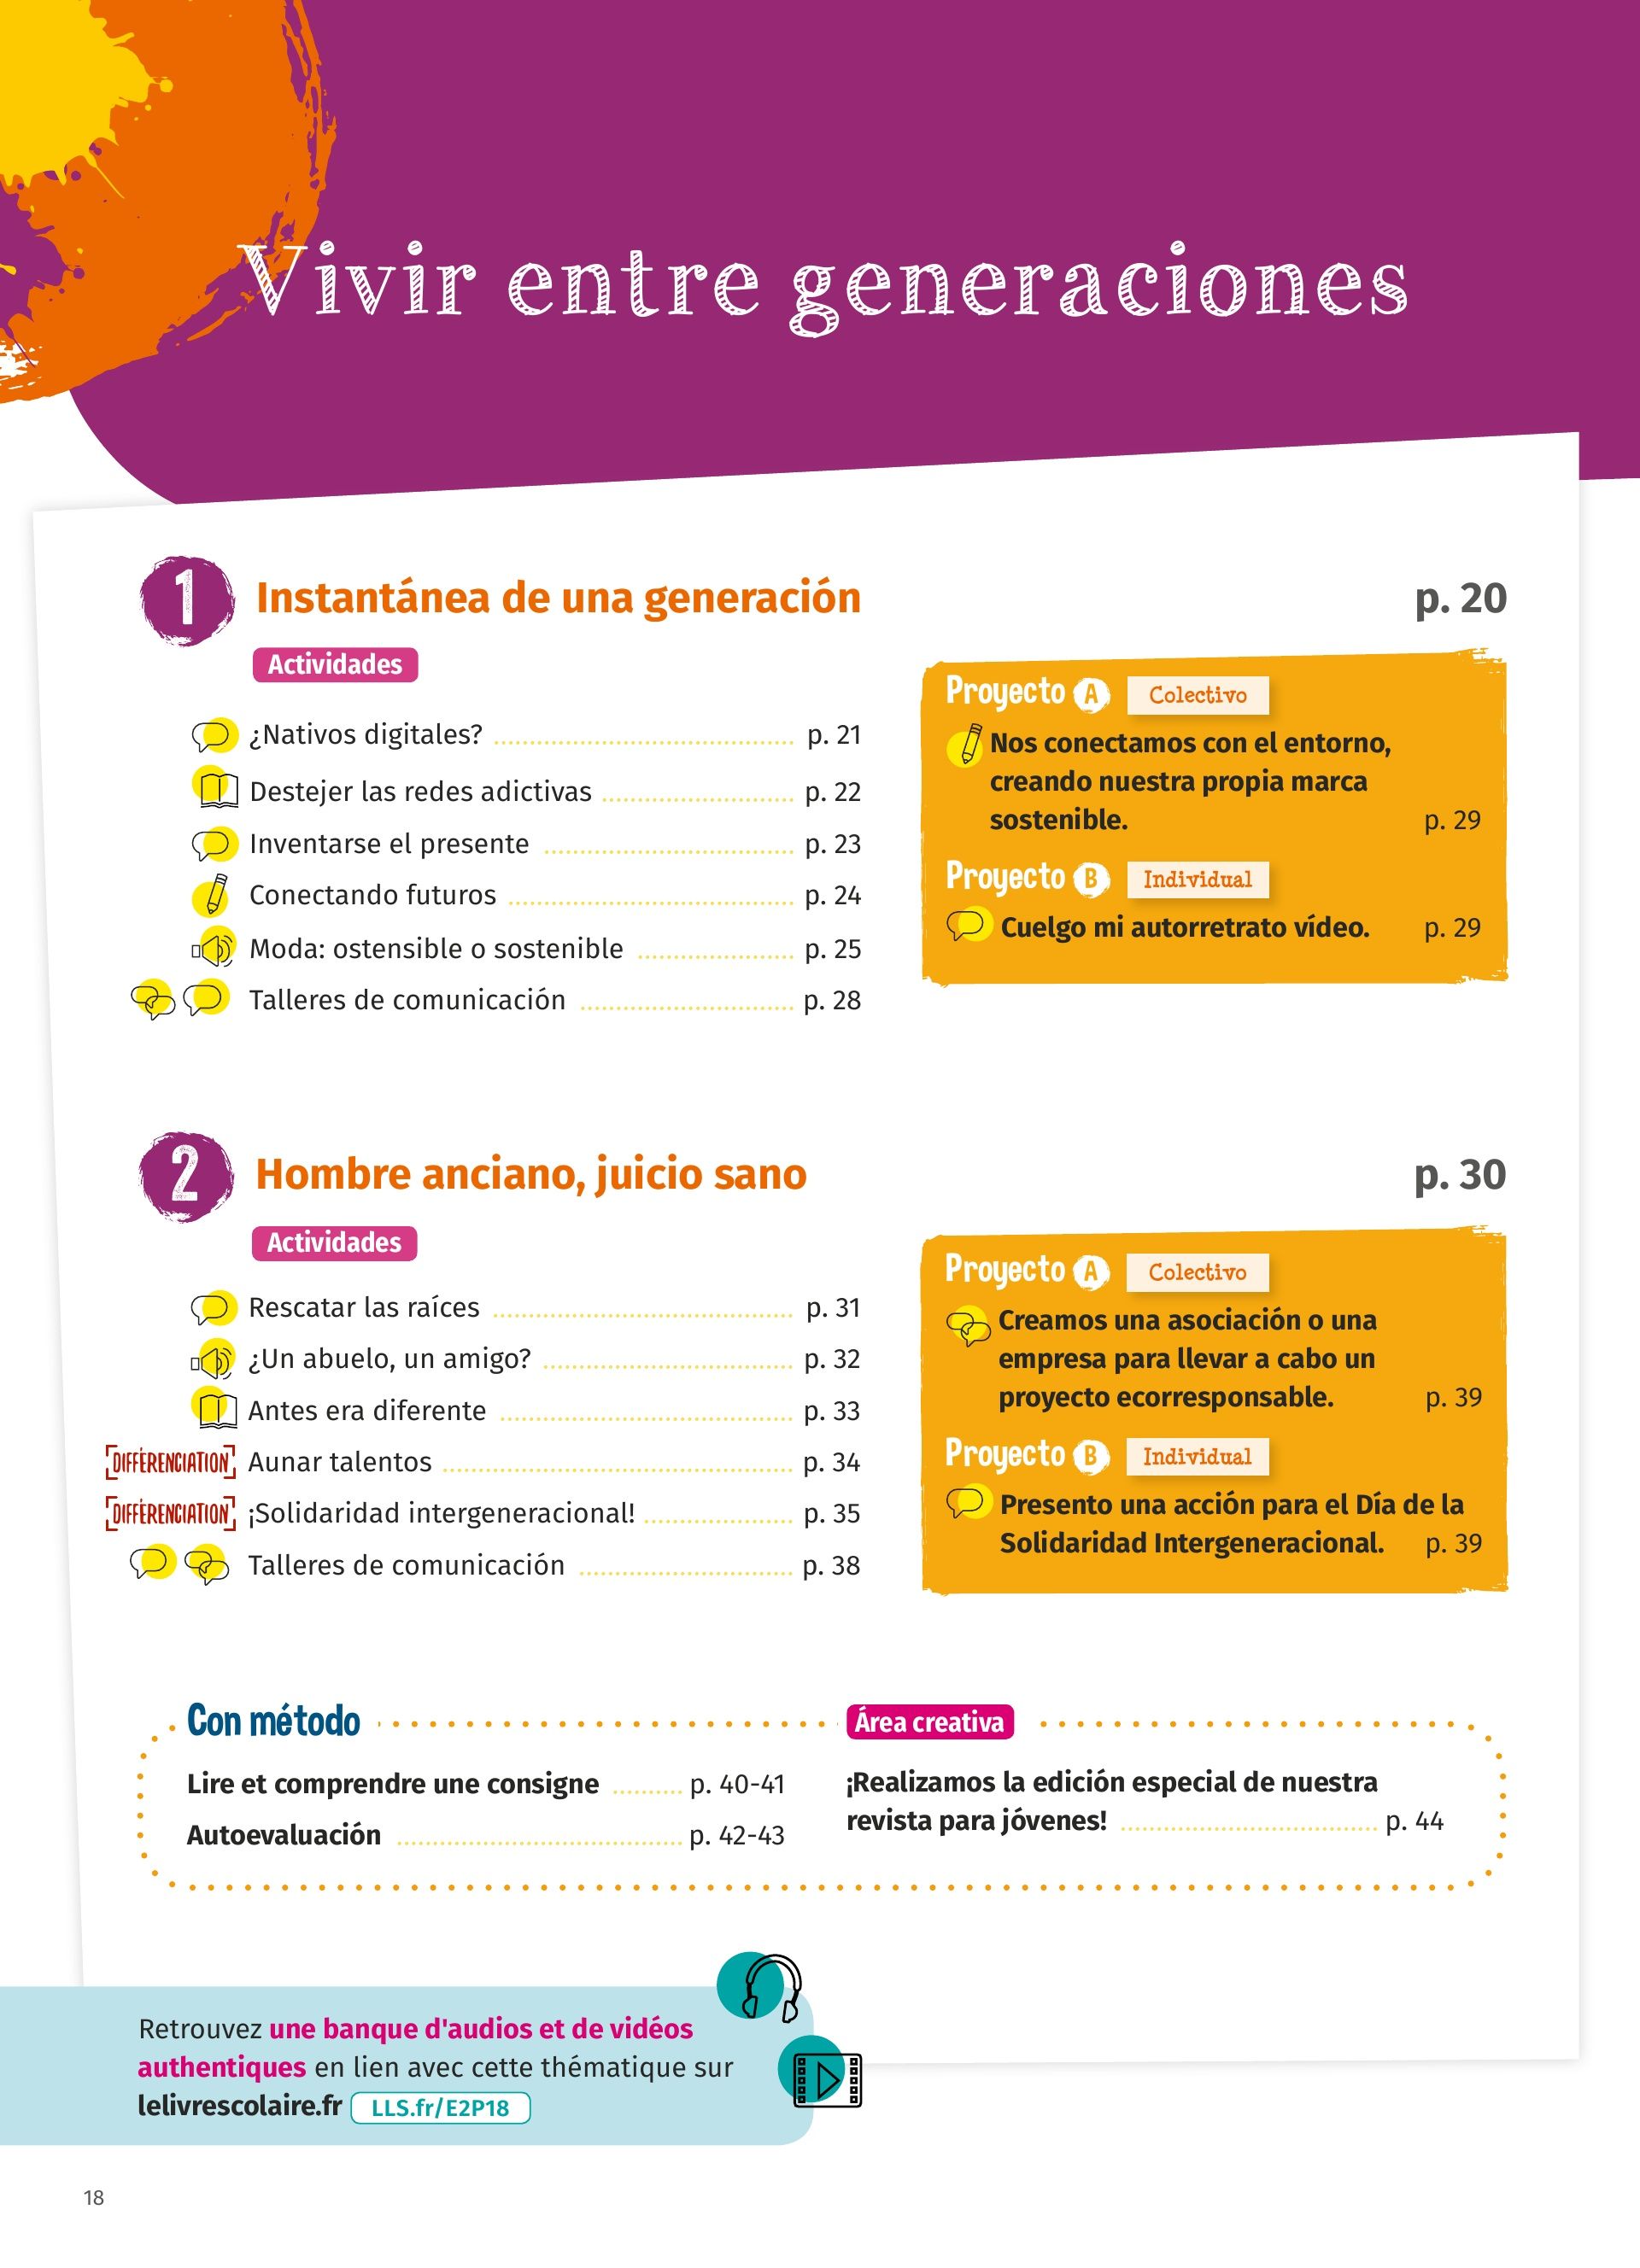 Vivir entre generaciones
1 Instantánea de una generación p. 20
Actividades
¿Nativos digitales? p. 21
Destejer las redes adictivas p. 22
Inventarse el presente p. 23
Conectando futuros p. 24
Moda: ostensible o sostenible p. 25
Talleres de comunicación p. 28
Proyecto A Colectivo
Nos conectamos con el entorno,
creando nuestra propia marca
sostenible. p. 29
Proyecto B Individual
Cuelgo mi autorretrato vídeo. p. 29
2 Hombre anciano, juicio sano p. 30
Actividades
Rescatar las raíces p. 31
¿Un abuelo, un amigo? p. 32
Antes era diferente p. 33
[DIFFÉRENCIATION] Aunar talentos p. 34
[DIFFÉRENCIATION] ¡Solidaridad intergeneracional! p. 35
Talleres de comunicación p. 38
Proyecto A Colectivo
Creamos una asociación o una
empresa para llevar a cabo un
proyecto ecorresponsable. p. 39
Proyecto B Individual
Presento una acción para el Día de la
Solidaridad Intergeneracional. p. 39
Con método
Lire et comprendre une consigne p. 40-41
Autoevaluación p. 42-43
Área creativa
¡Realizamos la edición especial de nuestra
revista para jóvenes! p. 44
Retrouvez une banque d'audios et de vidéos
authentiques en lien avec cette thématique sur
lelivrescolaire.fr LLS.fr/E2P18
18